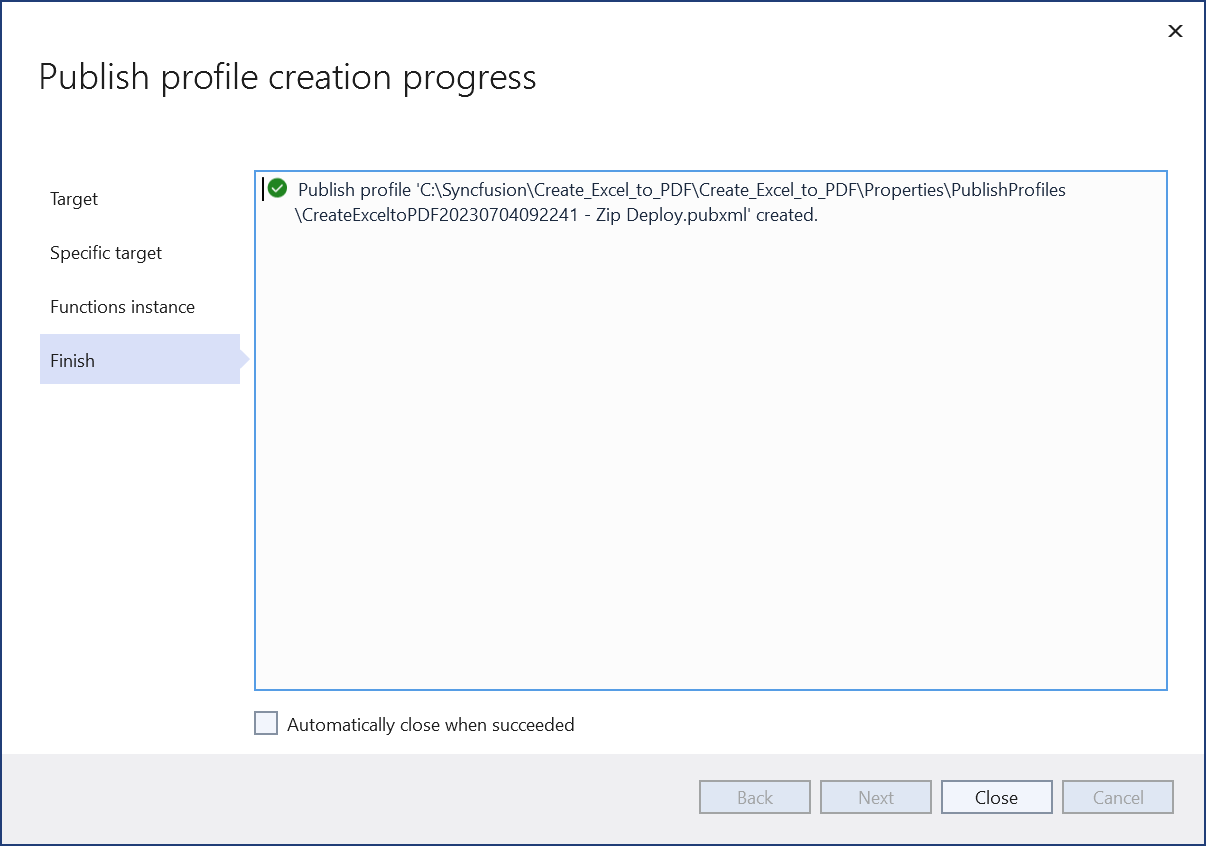 Publish profile creation progress
Target
Specific target
Functions instance
Finish
Publish profile 'C:\Syncfusion\Create_Excel_to_PDF\Create_Excel_to_PDF\Properties\PublishProfiles
\CreateExceltoPDF20230704092241 - Zip Deploy.pubxml' created.
Automatically close when succeeded
Back
Next
Close
Cancel